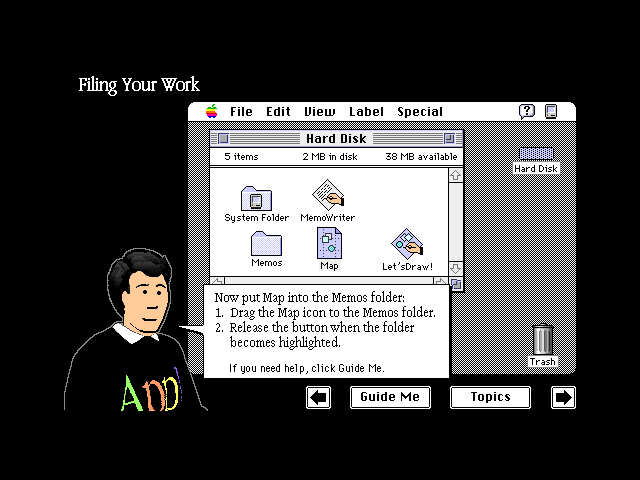 Filing Your Work
File Edit View Label Special
Hard Disk
5 items 2 MB in disk 38 MB available
Hard Disk
System Folder MemoWriter
Memos Map Let'sDraw!
Now put Map into the Memos folder:
1. Drag the Map icon to the Memos folder.
2. Release the button when the folder
becomes highlighted.
If you need help, click Guide Me.
Trash
Appl
Guide Me Topics